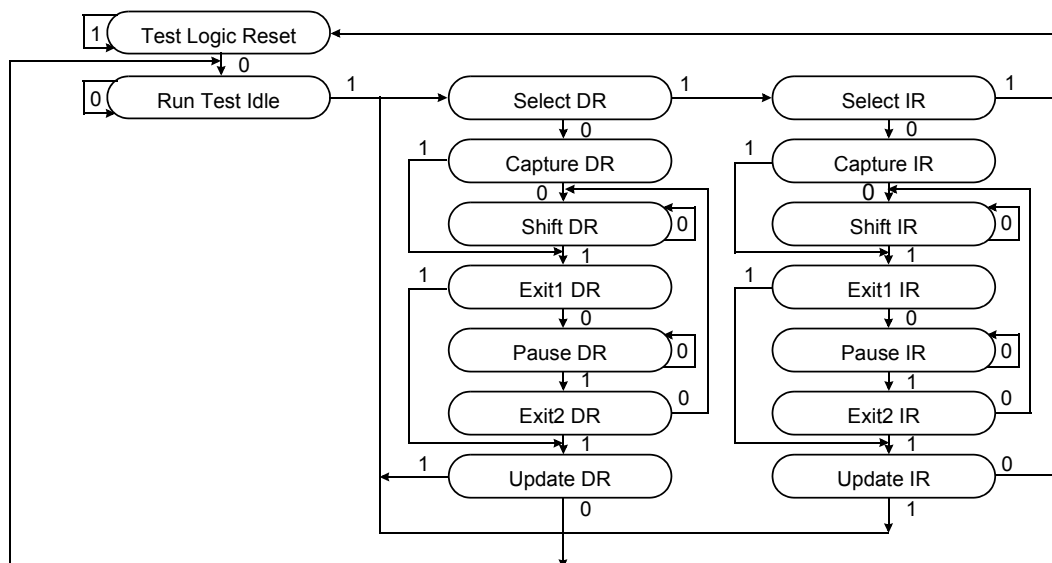 1 Test Logic Reset
0
0 Run Test Idle 1 Select DR 1 Select IR 1
0 0
1 Capture DR 1 Capture IR
0 0
Shift DR 0 Shift IR 0
1 1
1 Exit1 DR 1 Exit1 IR
0 0
Pause DR 0 Pause IR 0
1 1
Exit2 DR 0 Exit2 IR 0
1 1
1 Update DR Update IR 0
0 1